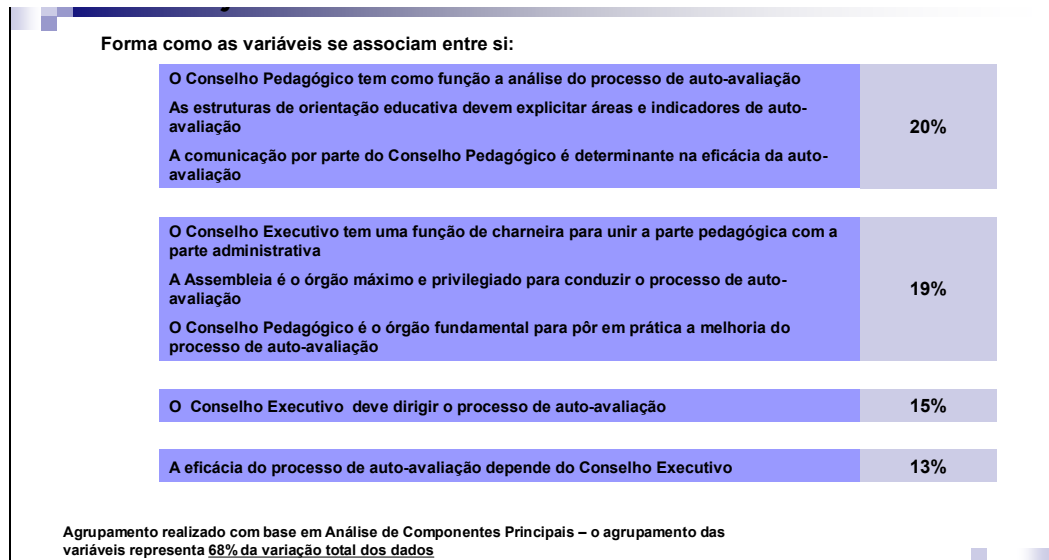 Forma como as variáveis se associam entre si:
O Conselho Pedagógico tem como função a análise do processo de auto-avaliação
As estruturas de orientação educativa devem explicitar áreas e indicadores de auto-
avaliação
A comunicação por parte do Conselho Pedagógico é determinante na eficácia da auto-
avaliação
20%
O Conselho Executivo tem uma função de charneira para unir a parte pedagógica com a
parte administrativa
A Assembleia é o órgão máximo e privilegiado para conduzir o processo de auto-
avaliação
O Conselho Pedagógico é o órgão fundamental para pôr em prática a melhoria do
processo de auto-avaliação
19%
O Conselho Executivo deve dirigir o processo de auto-avaliação
15%
A eficácia do processo de auto-avaliação depende do Conselho Executivo
13%
Agrupamento realizado com base em Análise de Componentes Principais – o agrupamento das
variáveis representa 68% da variação total dos dados